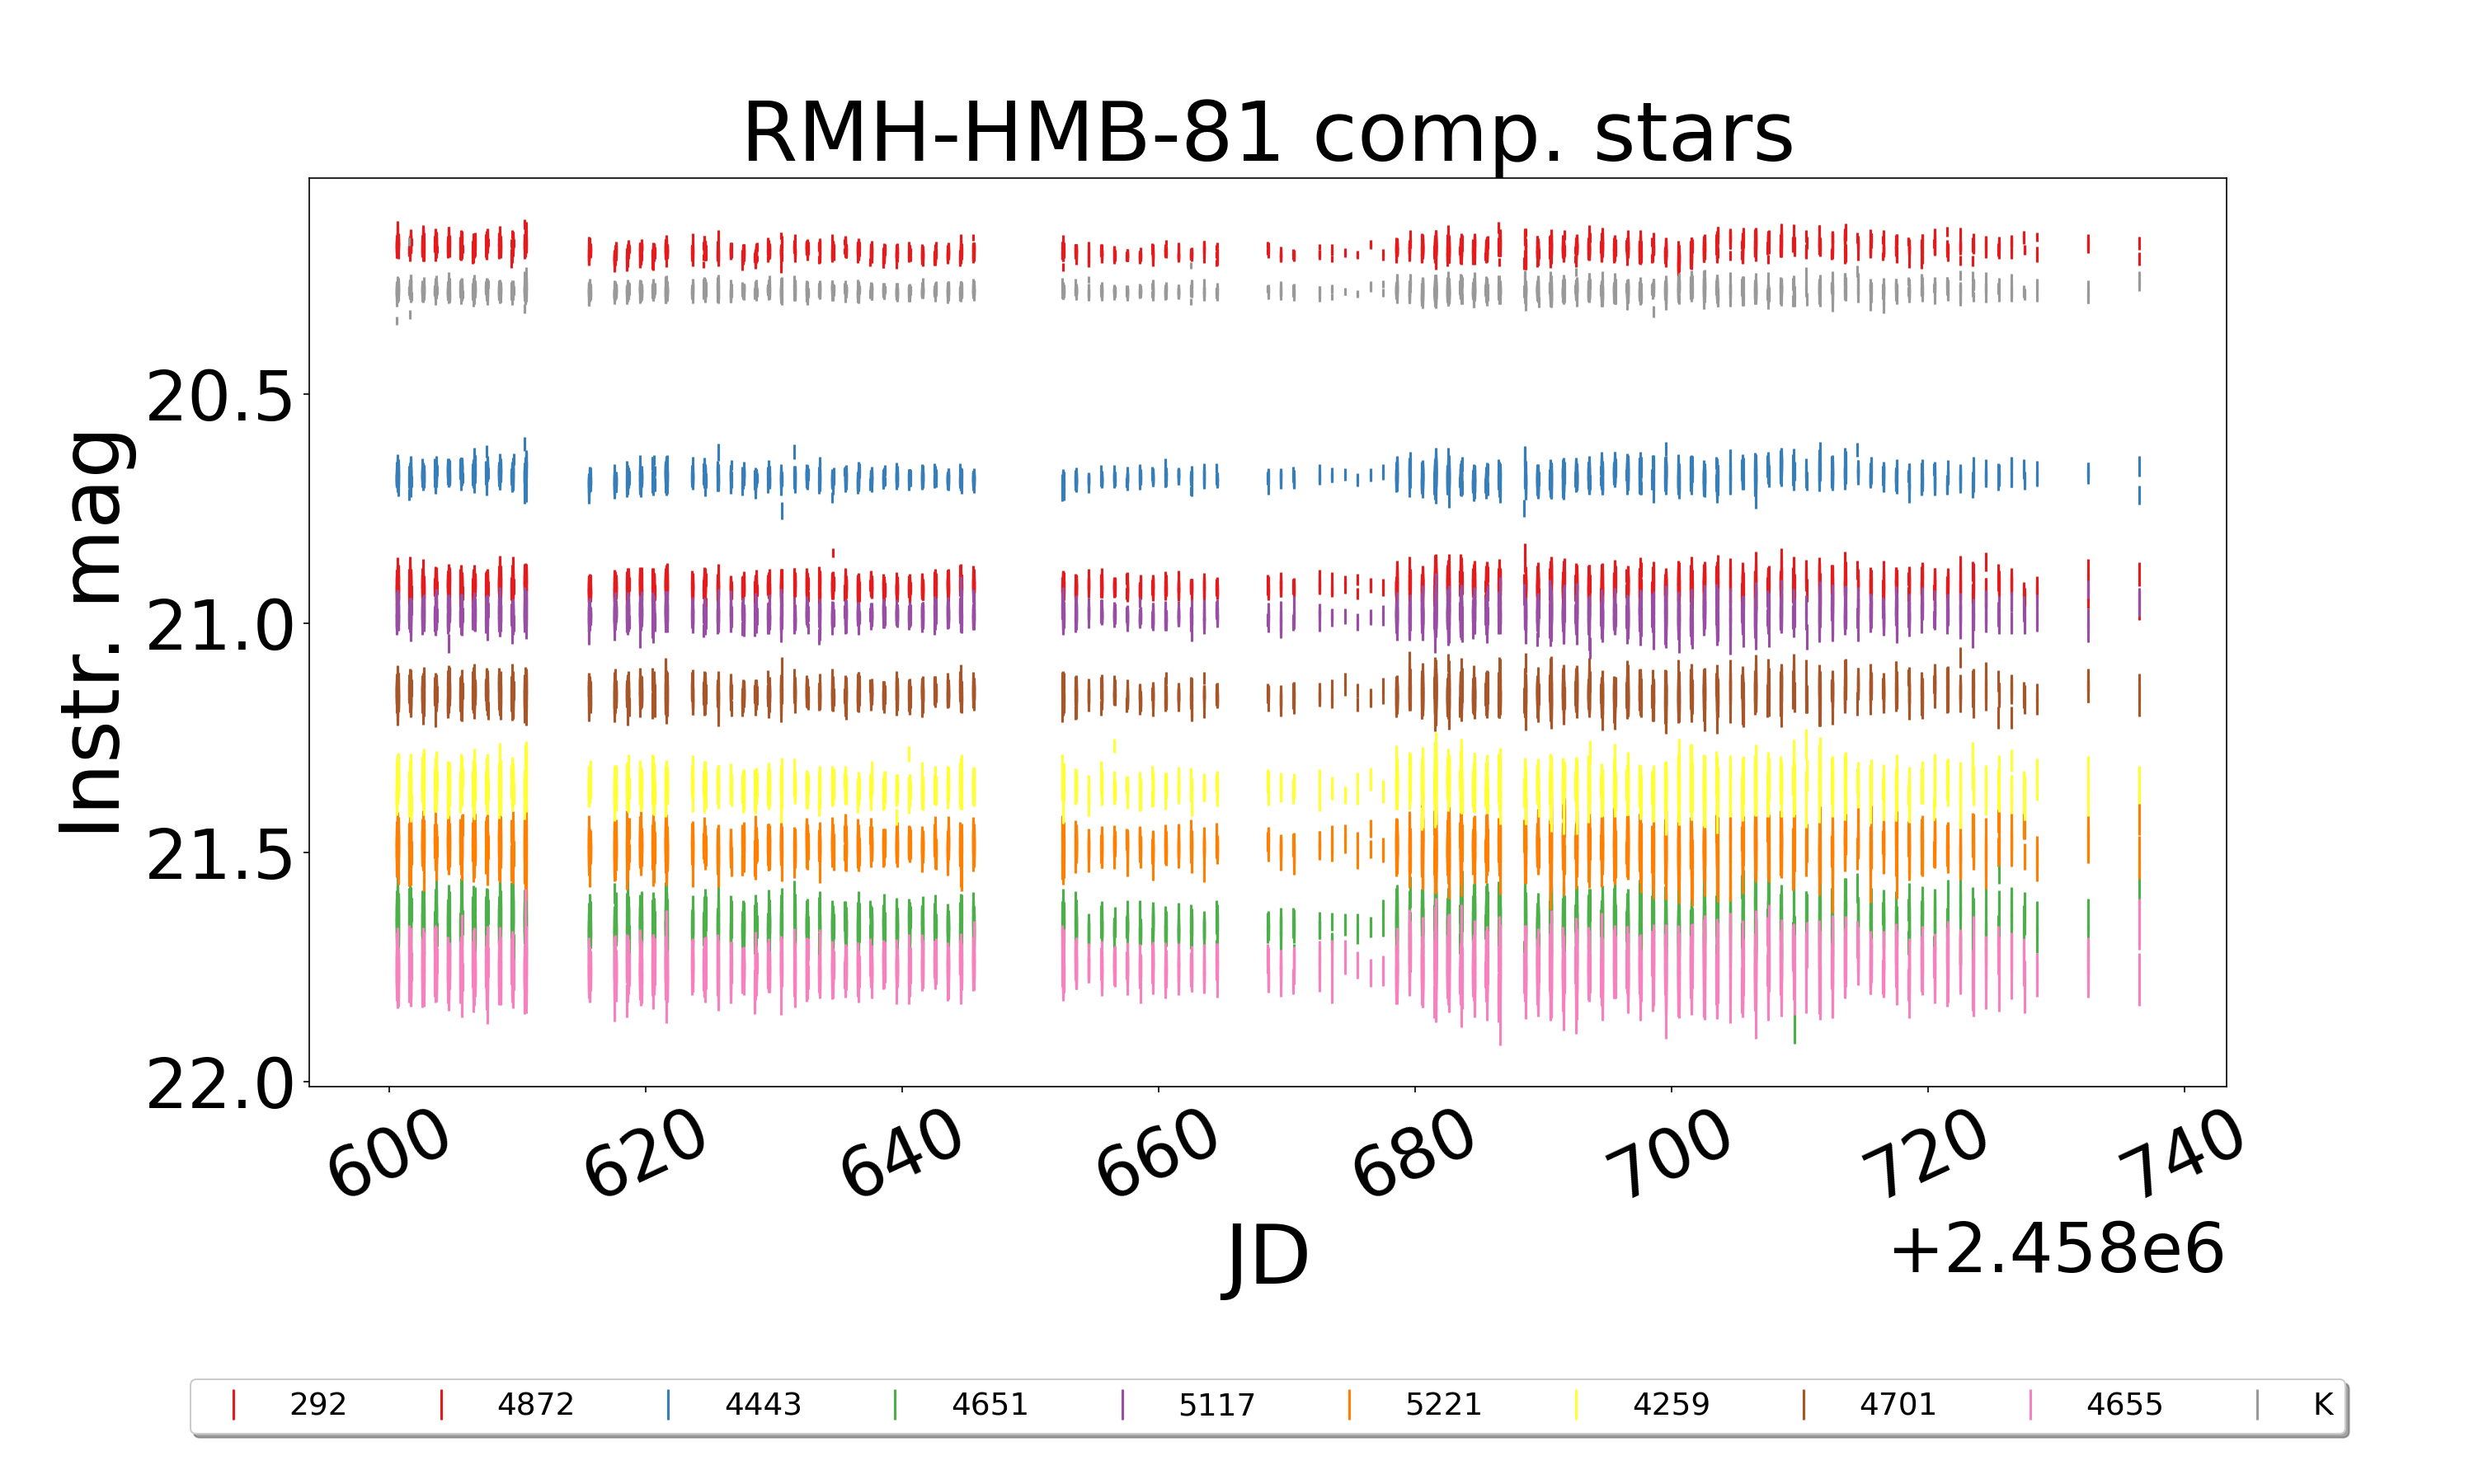 RMH-HMB-81 comp. stars
Instr. mag
20.5
21.0
21.5
22.0
600 620 640 660 680 700 720 740
JD
+2.458e6
292 4872 4443 4651 5117 5221 4259 4701 4655 K